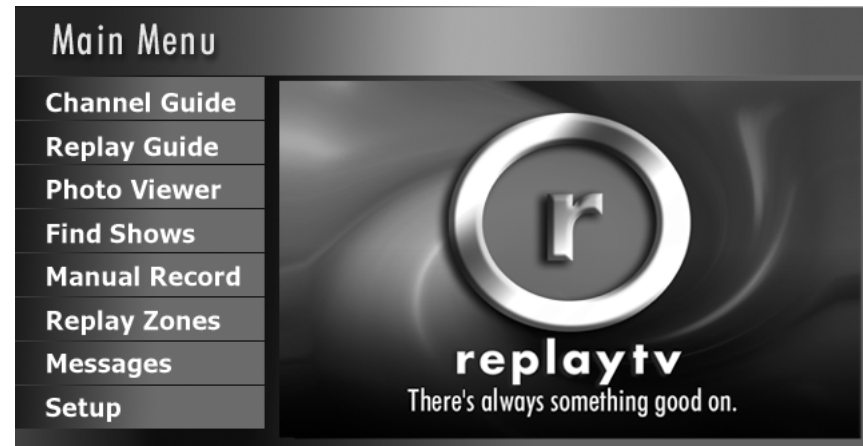 Main Menu
Channel Guide
Replay Guide
Photo Viewer
Find Shows
Manual Record
Replay Zones
Messages
Setup
r
replaytv
There's always something good on.